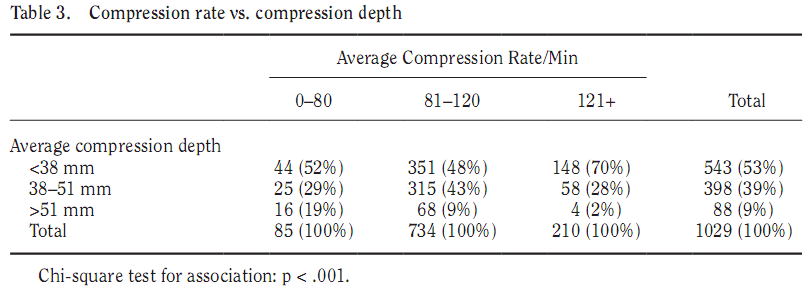 Table 3. Compression rate vs. compression depth
Average Compression Rate/Min
0–80 81–120 121+ Total
Average compression depth
<38 mm 44 (52%) 351 (48%) 148 (70%) 543 (53%)
38–51 mm 25 (29%) 315 (43%) 58 (28%) 398 (39%)
>51 mm 16 (19%) 68 (9%) 4 (2%) 88 (9%)
Total 85 (100%) 734 (100%) 210 (100%) 1029 (100%)
Chi-square test for association: p < .001.